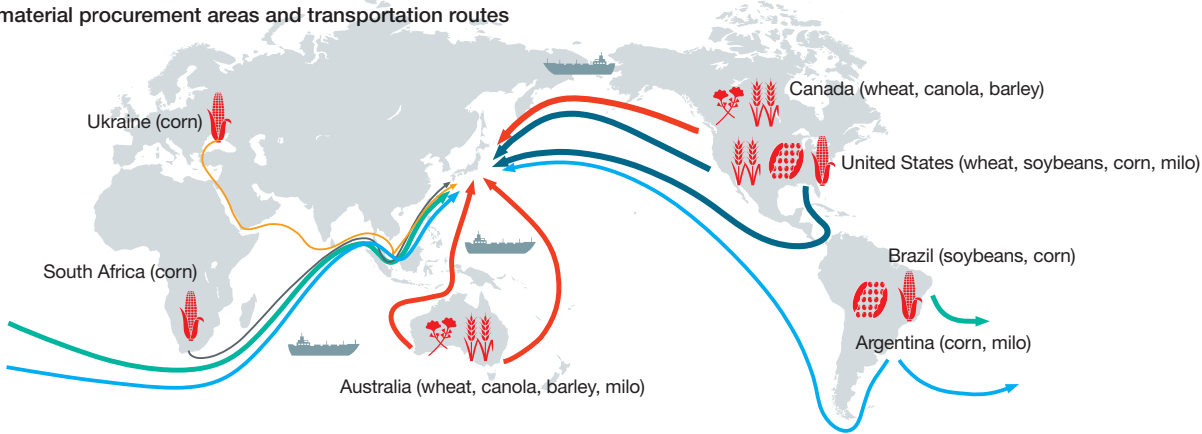 material procurement areas and transportation routes
Canada (wheat, canola, barley)
Ukraine (corn)
United States (wheat, soybeans, corn, milo)
Brazil (soybeans, corn)
South Africa (corn)
Argentina (corn, milo)
Australia (wheat, canola, barley, milo)